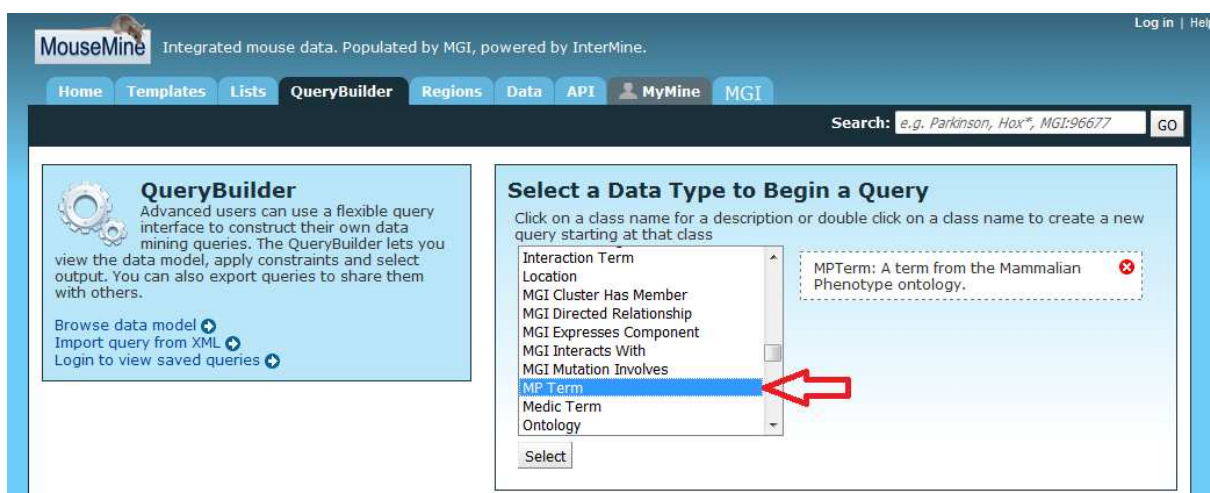 Log in | Help
MouseMine Integrated mouse data. Populated by MGI, powered by InterMine.
Home Templates Lists QueryBuilder Regions Data API MyMine MGI
Search: e.g. Parkinson, Hox*, MGI:96677 GO
QueryBuilder
Advanced users can use a flexible query
interface to construct their own data
mining queries. The QueryBuilder lets you
view the data model, apply constraints and select
output. You can also export queries to share them
with others.
Browse data model
Import query from XML
Login to view saved queries
Select a Data Type to Begin a Query
Click on a class name for a description or double click on a class name to create a new
query starting at that class
Interaction Term
Location
MGI Cluster Has Member
MGI Directed Relationship
MGI Expresses Component
MGI Interacts With
MGI Mutation Involves
MP Term
Medic Term
Ontology
MPTerm: A term from the Mammalian
Phenotype ontology.
Select